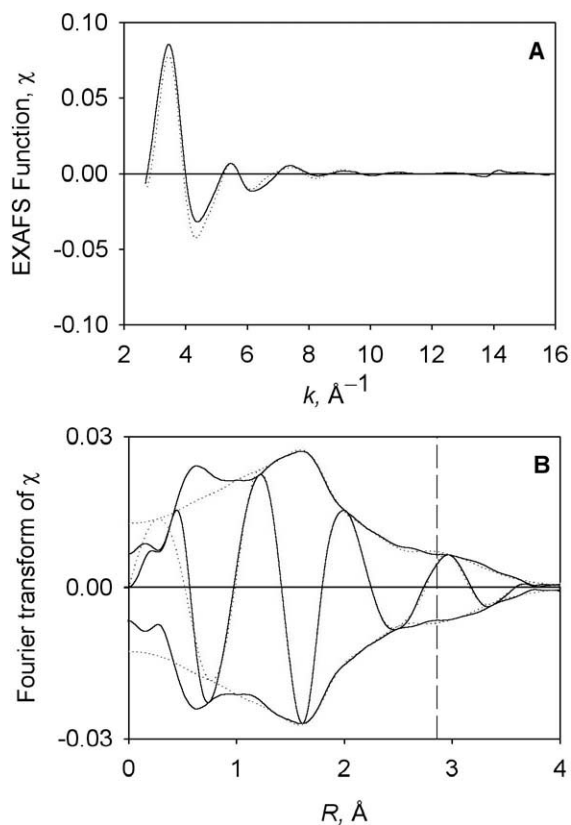 A
EXAFS Function, χ
0.10
0.05
0.00
-0.05
-0.10
2 4 6 8 10 12 14 16
k, Å⁻¹
B
Fourier transform of χ
0.03
0.00
-0.03
0 1 2 3 4
R, Å